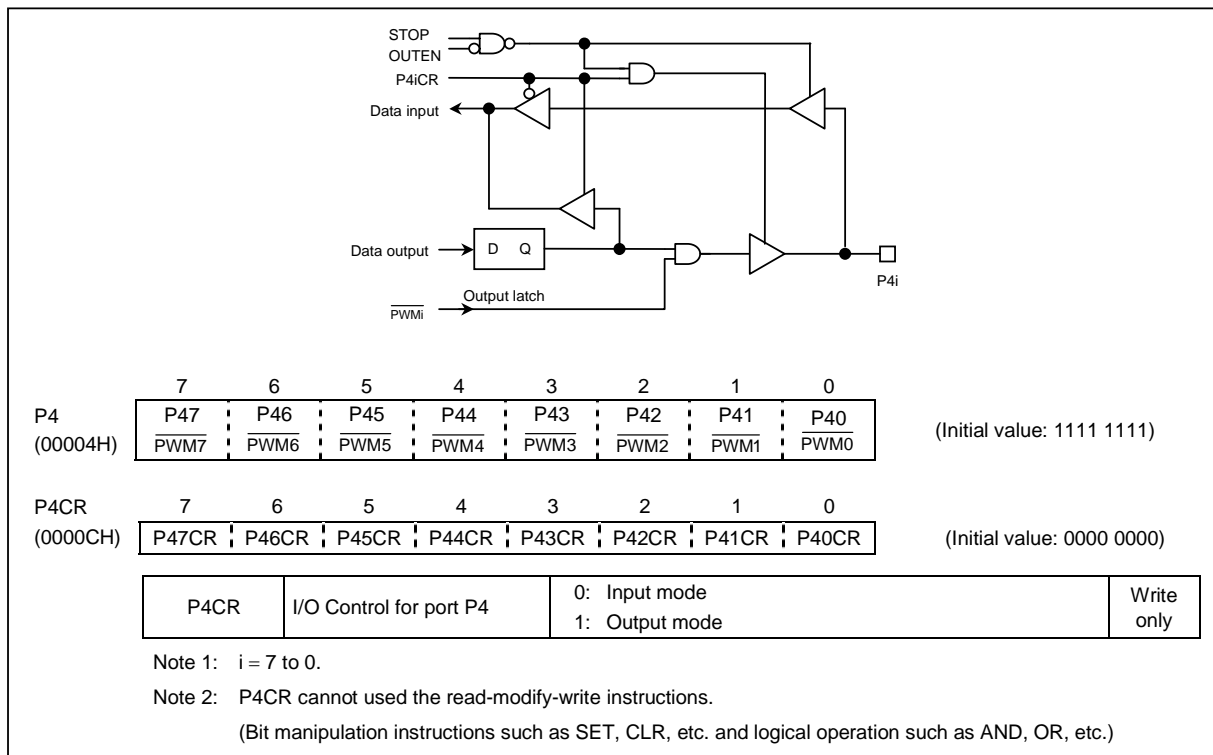 STOP
OUTEN
P4iCR
Data input
Data output
D Q
P4i
Output latch
PWMi
7 6 5 4 3 2 1 0
P4 P47 P46 P45 P44 P43 P42 P41 P40 (Initial value: 1111 1111)
(00004H) PWM7 PWM6 PWM5 PWM4 PWM3 PWM2 PWM1 PWM0
P4CR 7 6 5 4 3 2 1 0
(0000CH) P47CR P46CR P45CR P44CR P43CR P42CR P41CR P40CR (Initial value: 0000 0000)
P4CR I/O Control for port P4 0: Input mode Write
1: Output mode only
Note 1: i = 7 to 0.
Note 2: P4CR cannot used the read-modify-write instructions.
(Bit manipulation instructions such as SET, CLR, etc. and logical operation such as AND, OR, etc.)